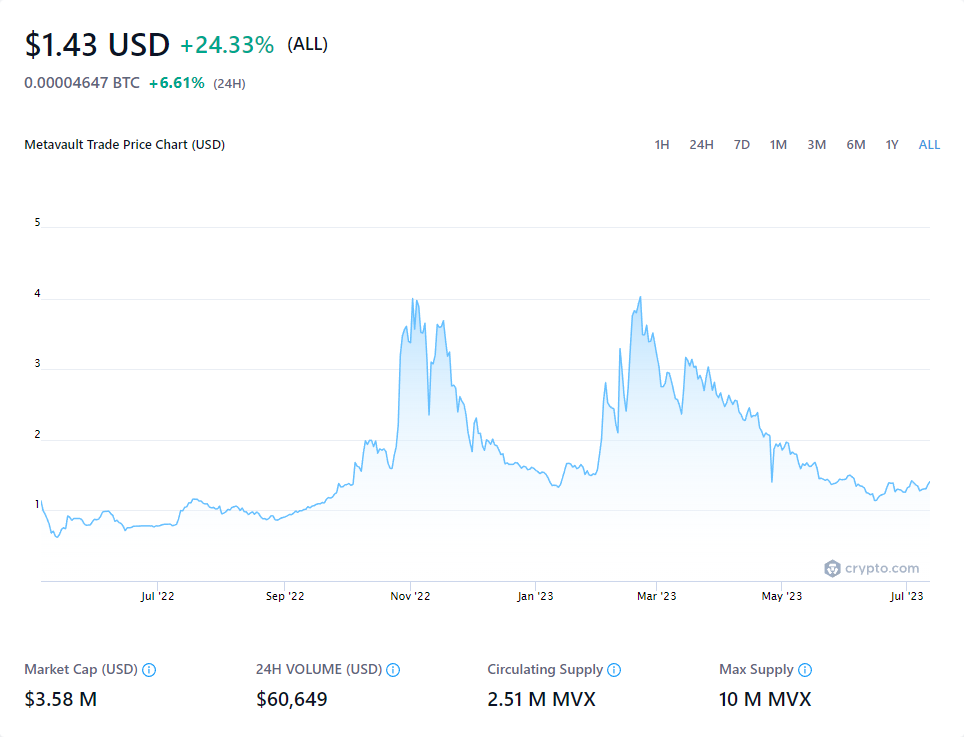 $1.43 USD +24.33% (ALL)
0.00004647 BTC +6.61% (24H)
Metavault Trade Price Chart (USD) 1H 24H 7D 1M 3M 6M 1Y ALL
5
4
3
2
1
crypto.com
Jul '22 Sep '22 Nov '22 Jan '23 Mar '23 May '23 Jul '23
Market Cap (USD) 24H VOLUME (USD) Circulating Supply Max Supply
$3.58 M $60,649 2.51 M MVX 10 M MVX